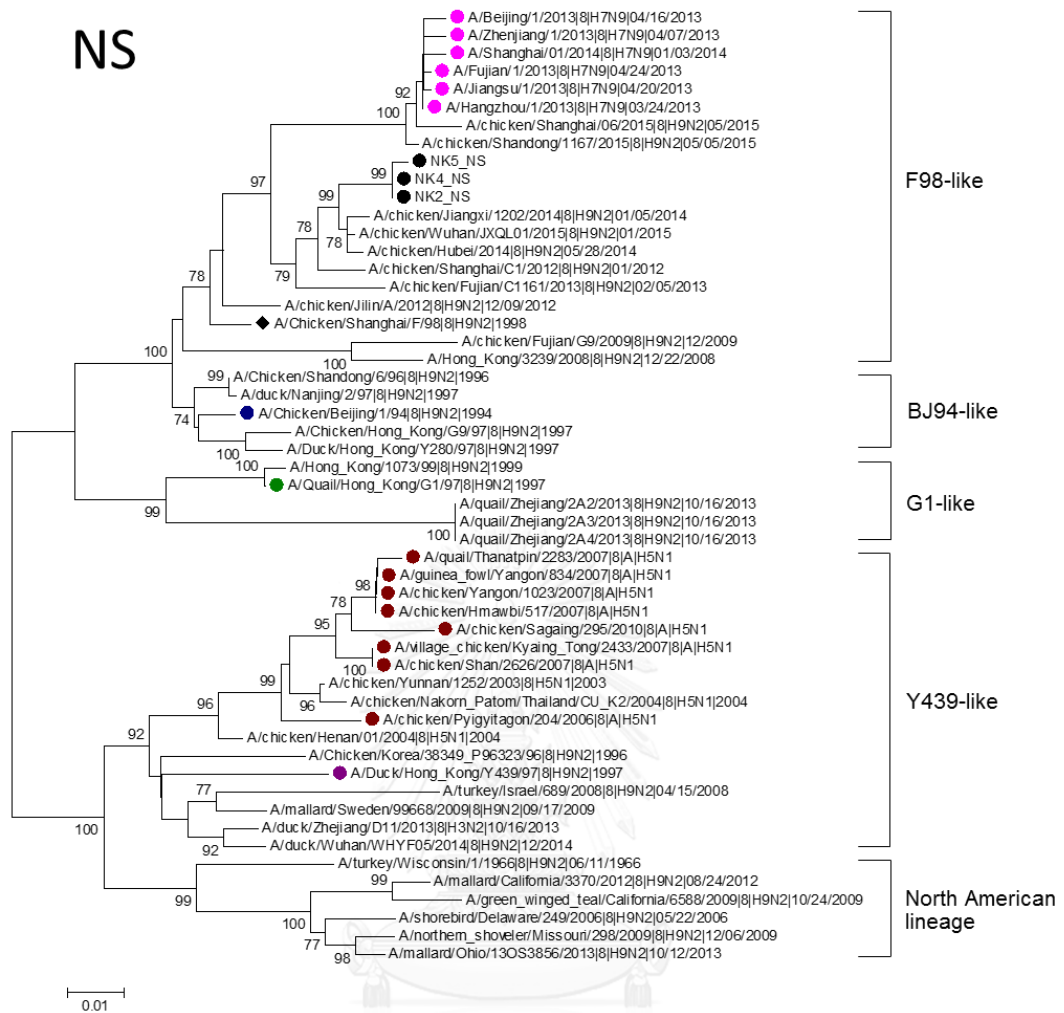 NS
A/Beijing/1/2013|8|H7N9|04/16/2013
A/Zhenjiang/1/2013|8|H7N9|04/07/2013
A/Shanghai/01/2014|8|H7N9|01/03/2014
A/Fujian/1/2013|8|H7N9|04/24/2013
92
A/Jiangsu/1/2013|8|H7N9|04/20/2013
A/Hangzhou/1/2013|8|H7N9|03/24/2013
100
A/chicken/Shanghai/06/2015|8|H9N2|05/2015
A/chicken/Shandong/1167/2015|8|H9N2|05/05/2015
NK5_NS
99
NK4_NS
97
F98-like
99
NK2_NS
A/chicken/Jiangxi/1202/2014|8|H9N2|01/05/2014
78
A/chicken/Wuhan/JXQL01/2015|8|H9N2|01/2015
78
A/chicken/Hubei/2014|8|H9N2|05/28/2014
A/chicken/Shanghai/C1/2012|8|H9N2|01/2012
79
78
A/chicken/Fujian/C1161/2013|8|H9N2|02/05/2013
A/chicken/Jilin/A/2012|8|H9N2|12/09/2012
A/Chicken/Shanghai/F/98|8|H9N2|1998
A/chicken/Fujian/G9/2009|8|H9N2|12/2009
100
A/Hong_Kong/3239/2008|8|H9N2|12/22/2008
100
A/Chicken/Shandong/6/96|8|H9N2|1996
99
A/duck/Nanjing/2/97|8|H9N2|1997
A/Chicken/Beijing/1/94|8|H9N2|1994
BJ94-like
74
A/Chicken/Hong_Kong/G9/97|8|H9N2|1997
A/Duck/Hong_Kong/Y280/97|8|H9N2|1997
100
A/Hong_Kong/1073/99|8|H9N2|1999
100
A/Quail/Hong_Kong/G1/97|8|H9N2|1997
G1-like
A/quail/Zhejiang/2A2/2013|8|H9N2|10/16/2013
99
A/quail/Zhejiang/2A3/2013|8|H9N2|10/16/2013
100
A/quail/Zhejiang/2A4/2013|8|H9N2|10/16/2013
A/quail/Thanatpin/2283/2007|8|A|H5N1
A/guinea_fowl/Yangon/834/2007|8|A|H5N1
98
A/chicken/Yangon/1023/2007|8|A|H5N1
78
A/chicken/Hmawbi/517/2007|8|A|H5N1
95
A/chicken/Sagaing/295/2010|8|A|H5N1
A/village_chicken/Kyaing_Tong/2433/2007|8|A|H5N1
100
A/chicken/Shan/2626/2007|8|A|H5N1
99
A/chicken/Yunnan/1252/2003|8|H5N1|2003
96
A/chicken/Nakorn_Patom/Thailand/CU_K2/2004|8|H5N1|2004
Y439-like
96
A/chicken/Pyigyitagon/204/2006|8|A|H5N1
92
A/chicken/Henan/01/2004|8|H5N1|2004
A/Chicken/Korea/38349_P96323/96|8|H9N2|1996
A/Duck/Hong_Kong/Y439/97|8|H9N2|1997
77
A/turkey/Israel/689/2008|8|H9N2|04/15/2008
A/mallard/Sweden/99668/2009|8|H9N2|09/17/2009
100
A/duck/Zhejiang/D11/2013|8|H3N2|10/16/2013
92
A/duck/Wuhan/WHYF05/2014|8|H9N2|12/2014
A/turkey/Wisconsin/1/1966|8|H9N2|06/11/1966
99
A/mallard/California/3370/2012|8|H9N2|08/24/2012
99
A/green_winged_teal/California/6588/2009|8|H9N2|10/24/2009
North American
lineage
100
A/shorebird/Delaware/249/2006|8|H9N2|05/22/2006
77
A/northern_shoveler/Missouri/298/2009|8|H9N2|12/06/2009
98
A/mallard/Ohio/13OS3856/2013|8|H9N2|10/12/2013
0.01